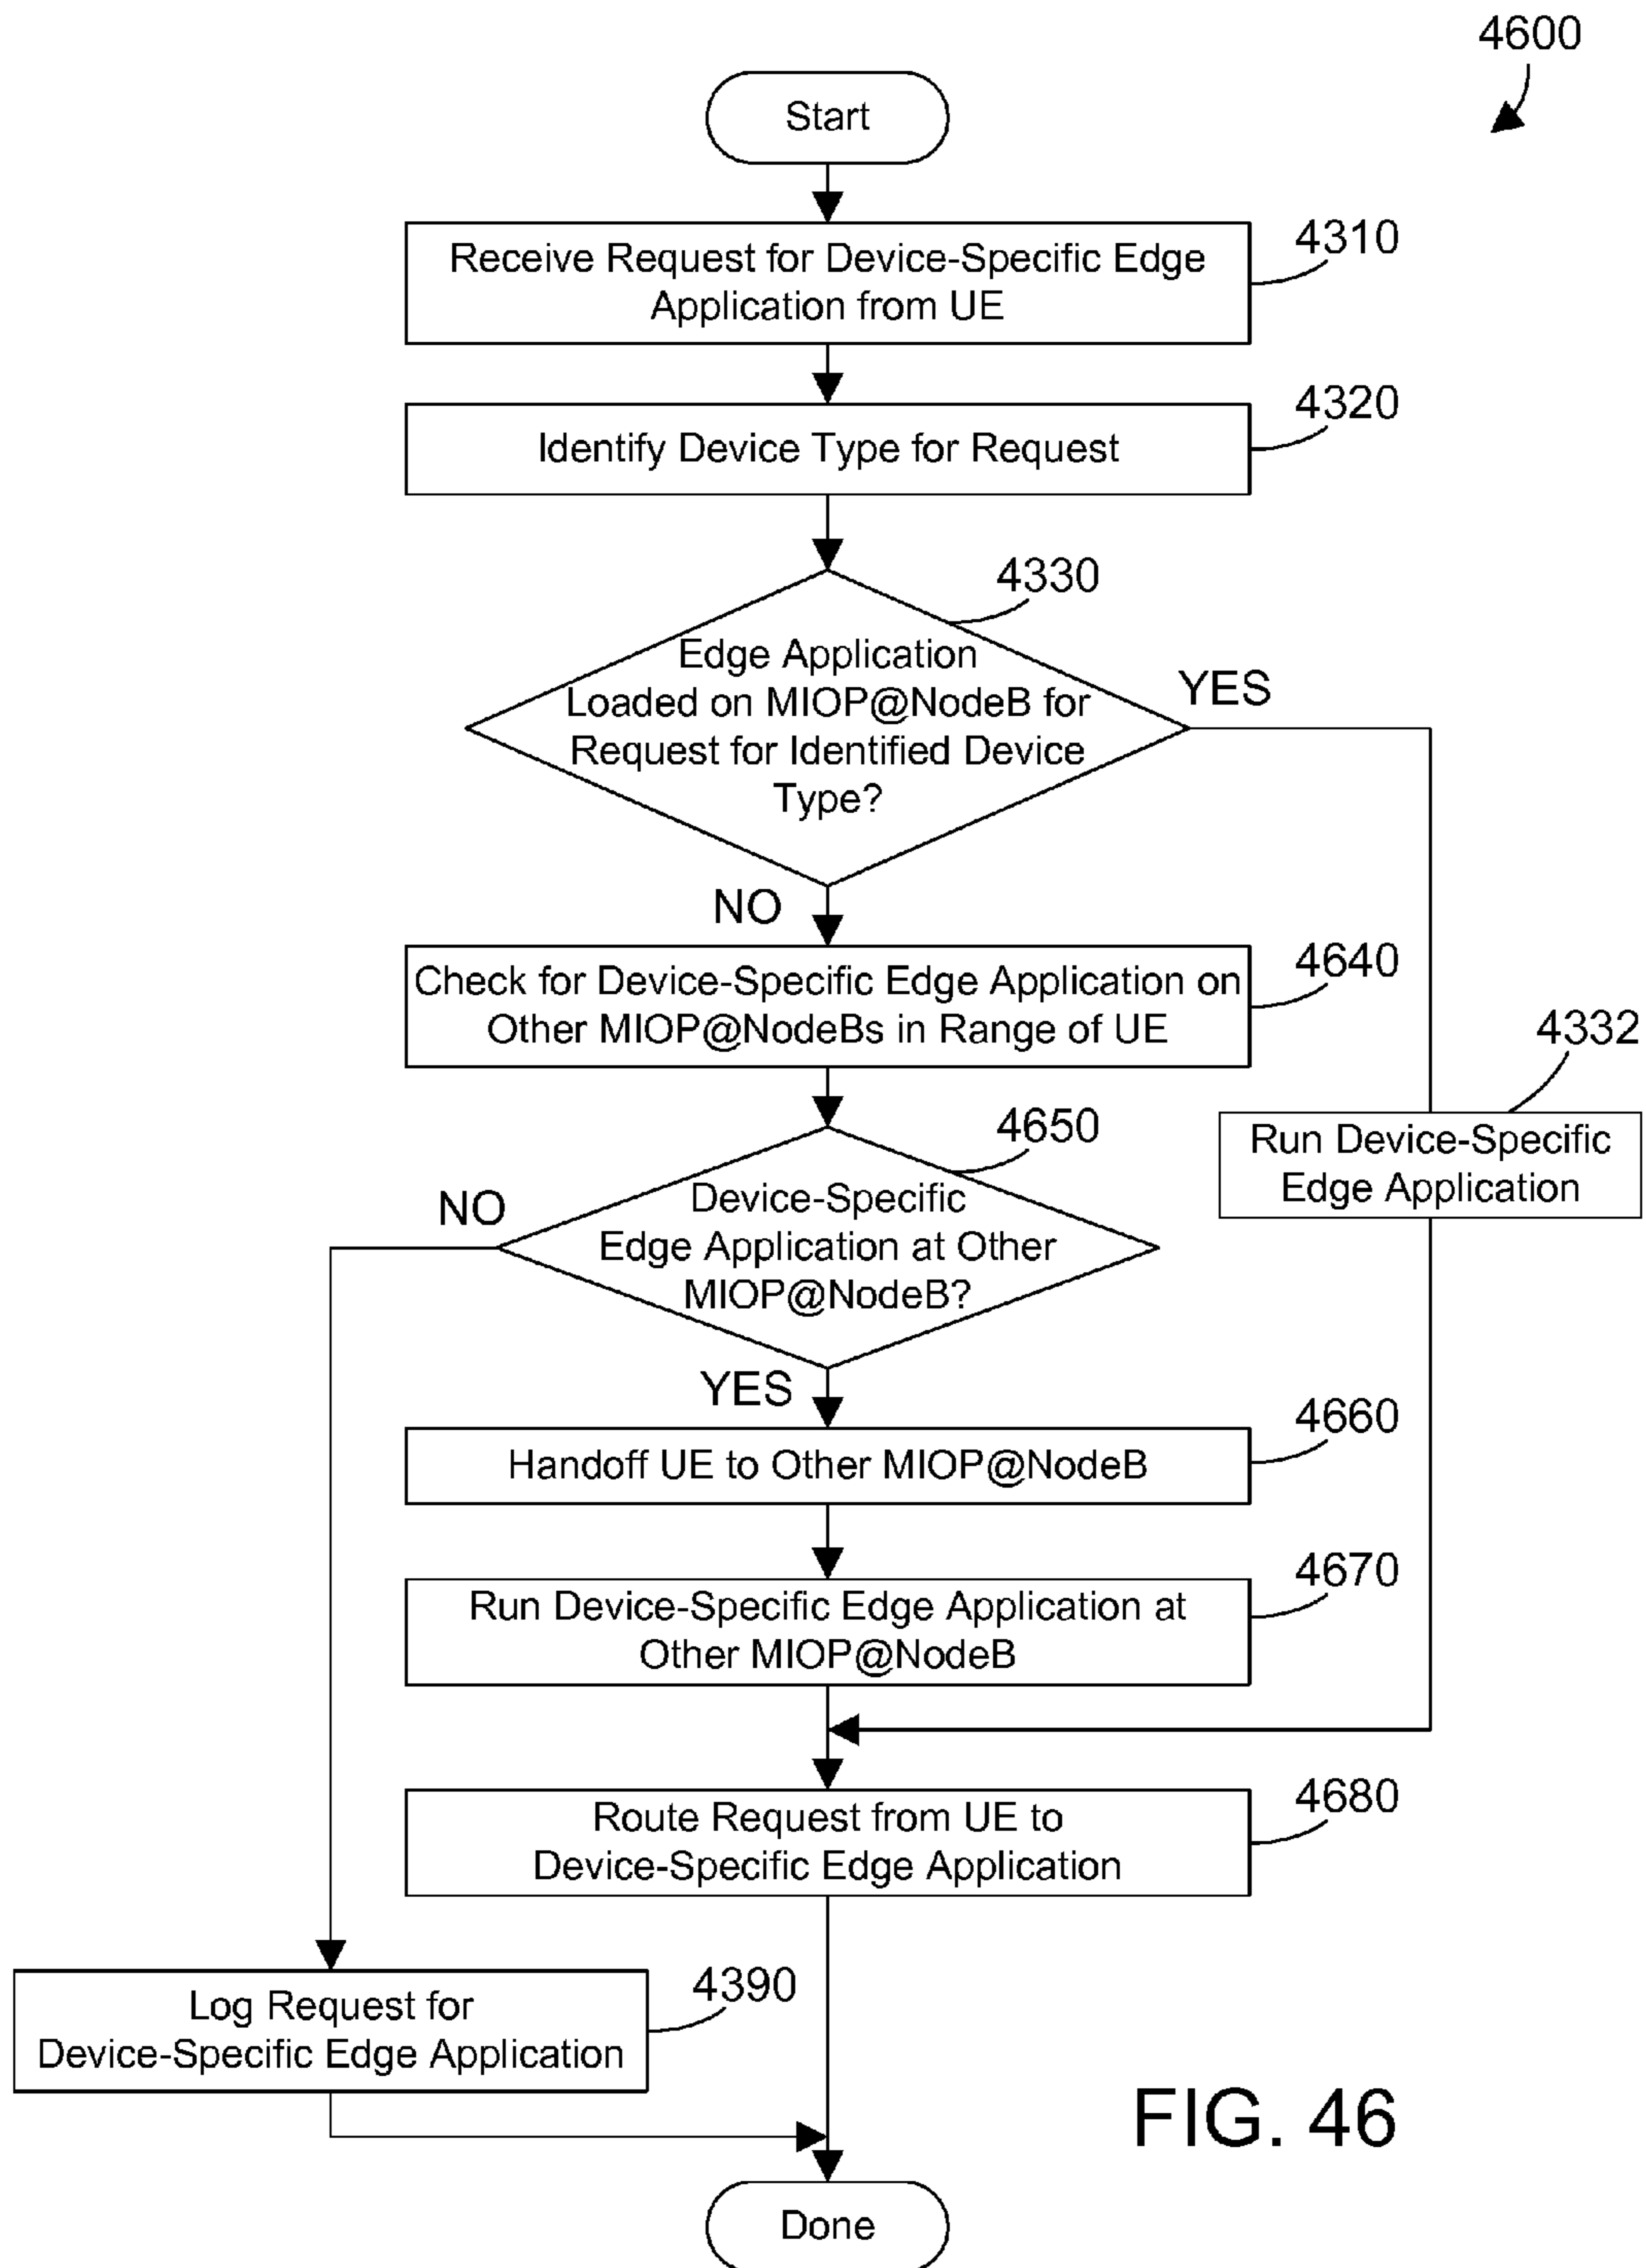 4600
Start
Receive Request for Device-Specific Edge
Application from UE
4310
Identify Device Type for Request
4320
4330
Edge Application
Loaded on MIOP@NodeB for
Request for Identified Device
Type?
YES
NO
Check for Device-Specific Edge Application on
Other MIOP@NodeBs in Range of UE
4640
4332
Run Device-Specific
Edge Application
4650
Device-Specific
Edge Application at Other
MIOP@NodeB?
NO
YES
Handoff UE to Other MIOP@NodeB
4660
Run Device-Specific Edge Application at
Other MIOP@NodeB
4670
Route Request from UE to
Device-Specific Edge Application
4680
Log Request for
Device-Specific Edge Application
4390
FIG. 46
Done